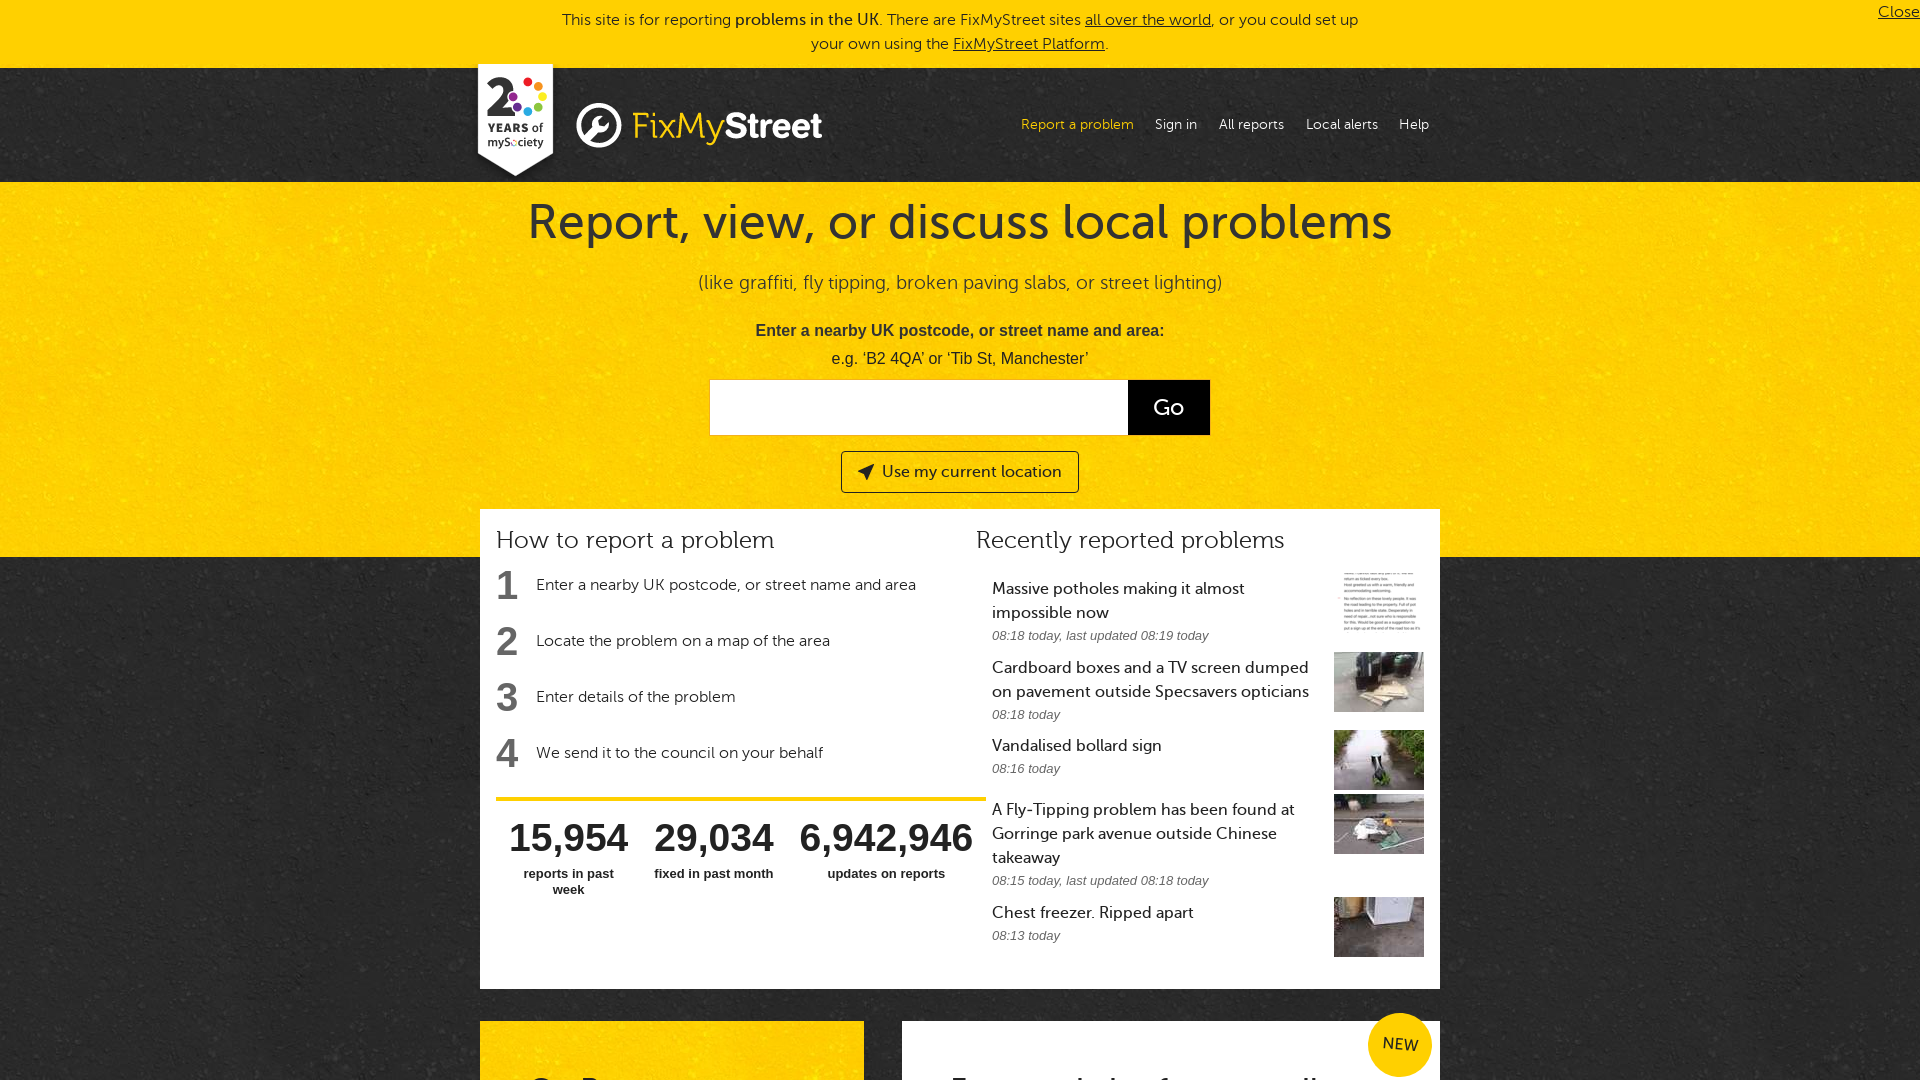 This site is for reporting problems in the UK. There are FixMyStreet sites all over the world, or you could set up
your own using the FixMyStreet Platform.
Close
20
YEARS of
mySociety
FixMyStreet
Report a problem
Sign in
All reports
Local alerts
Help
Report, view, or discuss local problems
(like graffiti, fly tipping, broken paving slabs, or street lighting)
Enter a nearby UK postcode, or street name and area:
e.g. ‘B2 4QA’ or ‘Tib St, Manchester’
Go
Use my current location
How to report a problem
1 Enter a nearby UK postcode, or street name and area
2 Locate the problem on a map of the area
3 Enter details of the problem
4 We send it to the council on your behalf
15,954
reports in past
week
29,034
fixed in past month
6,942,946
updates on reports
Recently reported problems
Massive potholes making it almost
impossible now
08:18 today, last updated 08:19 today
Cardboard boxes and a TV screen dumped
on pavement outside Specsavers opticians
08:18 today
Vandalised bollard sign
08:16 today
A Fly-Tipping problem has been found at
Gorringe park avenue outside Chinese
takeaway
08:15 today, last updated 08:18 today
Chest freezer. Ripped apart
08:13 today
NEW